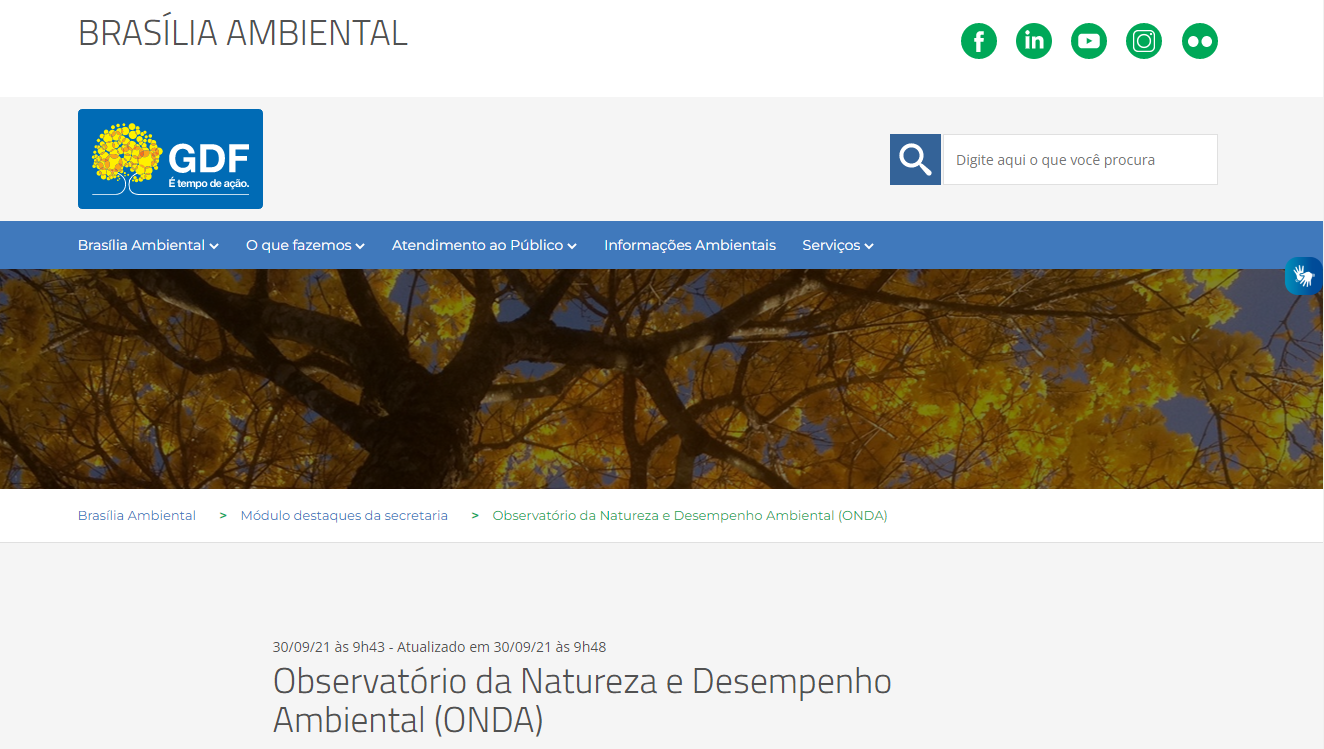 BRASÍLIA AMBIENTAL
GDF
É tempo de ação.
Digite aqui o que você procura
Brasília Ambiental O que fazemos Atendimento ao Público Informações Ambientais Serviços
Brasília Ambiental > Módulo destaques da secretaria > Observatório da Natureza e Desempenho Ambiental (ONDA)
30/09/21 às 9h43 - Atualizado em 30/09/21 às 9h48
Observatório da Natureza e Desempenho
Ambiental (ONDA)